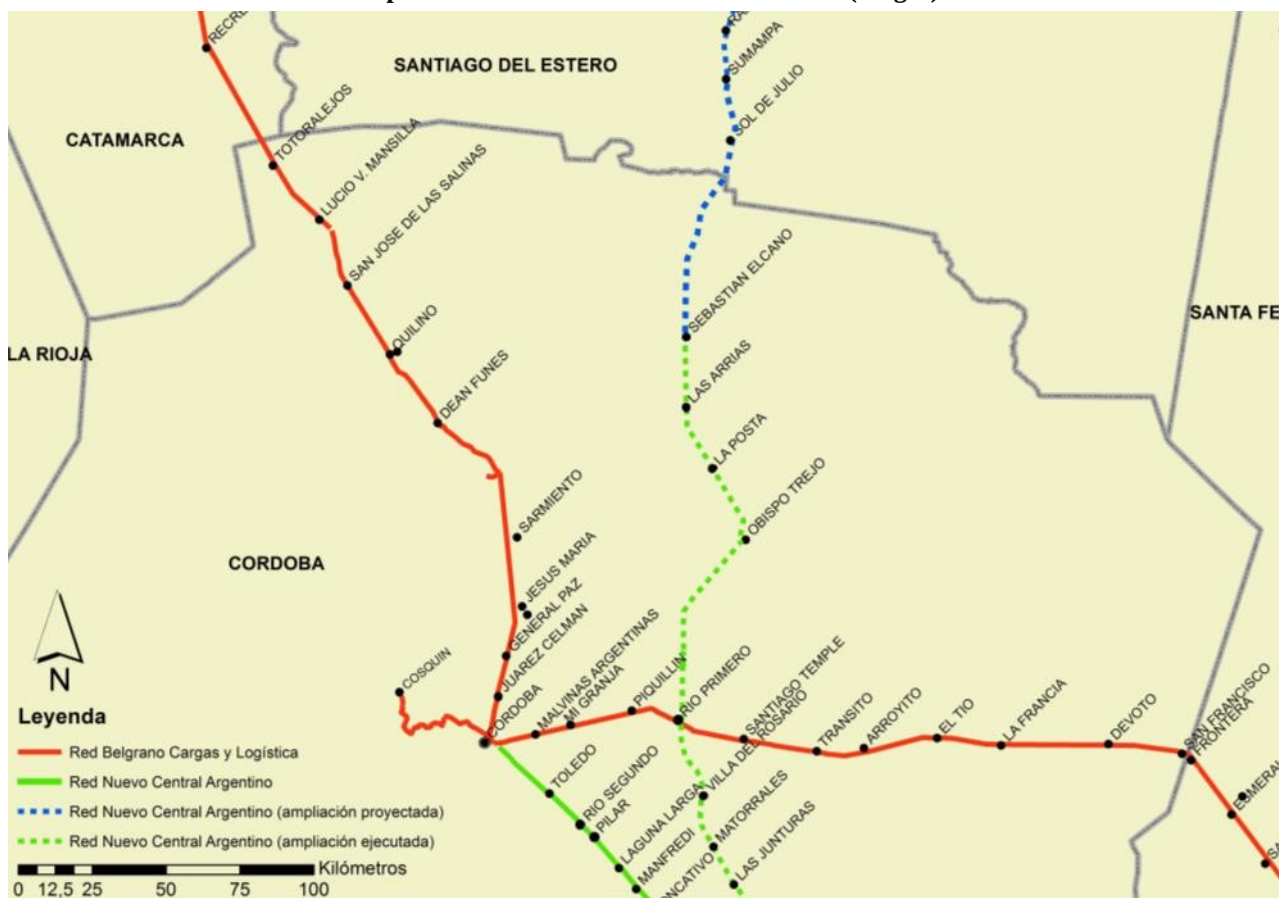 RECRE
SANTIAGO DEL ESTERO
SUMAMPA
SOL DE JULIO
CATAMARCA
TOTORALEJOS
LUCIO V. MANSILLA
SAN JOSE DE LAS SALINAS
SEBASTIAN ELCANO
SANTA FE
LA RIOJA
QUILINO
DEAN FUNES
LAS ARRIAS
LA POSTA
OBISPO TREJO
SARMIENTO
CORDOBA
JESUS MARIA
GENERAL PAZ
JUAREZ CELMAN
COSQUIN
CORDOBA
MALVINAS ARGENTINAS
MI GRANJA
PIQUILLIN
RIO PRIMERO
SANTIAGO TEMPLE
VILLA DEL ROSARIO
TRANSITO
ARROYITO
EL TIO
LA FRANCIA
DEVOTO
SAN FRANCISCO
FRONTERA
ESMERAL
SA
TOLEDO
RIO SEGUNDO
PILAR
LAGUNA LARGA
MANFREDI
ONCATIVO
MATORRALES
LAS JUNTURAS
N
Leyenda
Red Belgrano Cargas y Logística
Red Nuevo Central Argentino
Red Nuevo Central Argentino (ampliación proyectada)
Red Nuevo Central Argentino (ampliación ejecutada)
Kilómetros
0 12,5 25 50 75 100